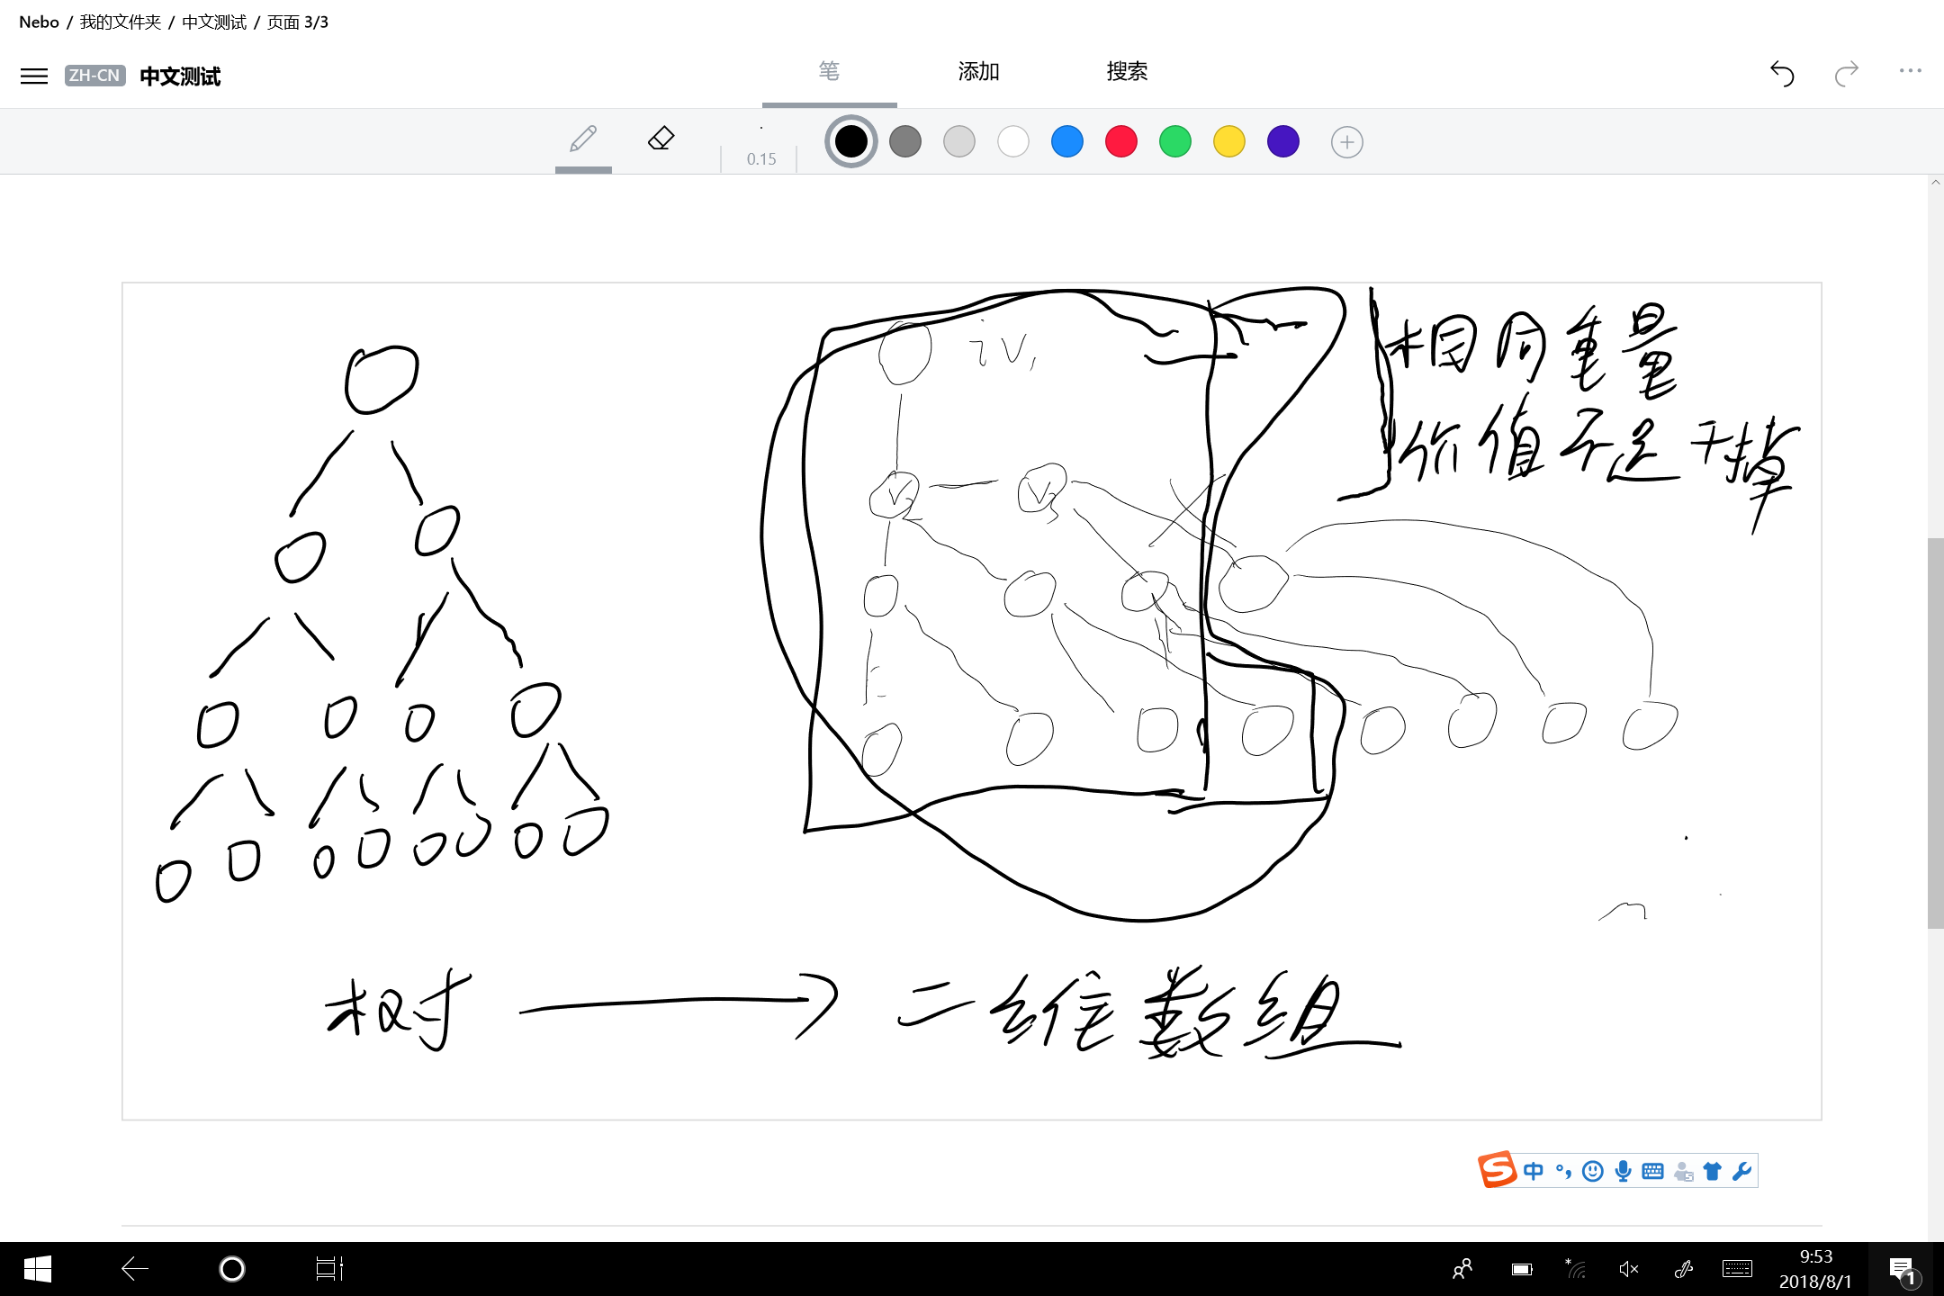 Nebo / 我的文件夹 / 中文测试 / 页面 3/3
ZH-CN 中文测试
笔 添加 搜索
0.15
相同重量
价值不足干掉
iv,
V V
树 → 二维数组
中
9:53
2018/8/1
1